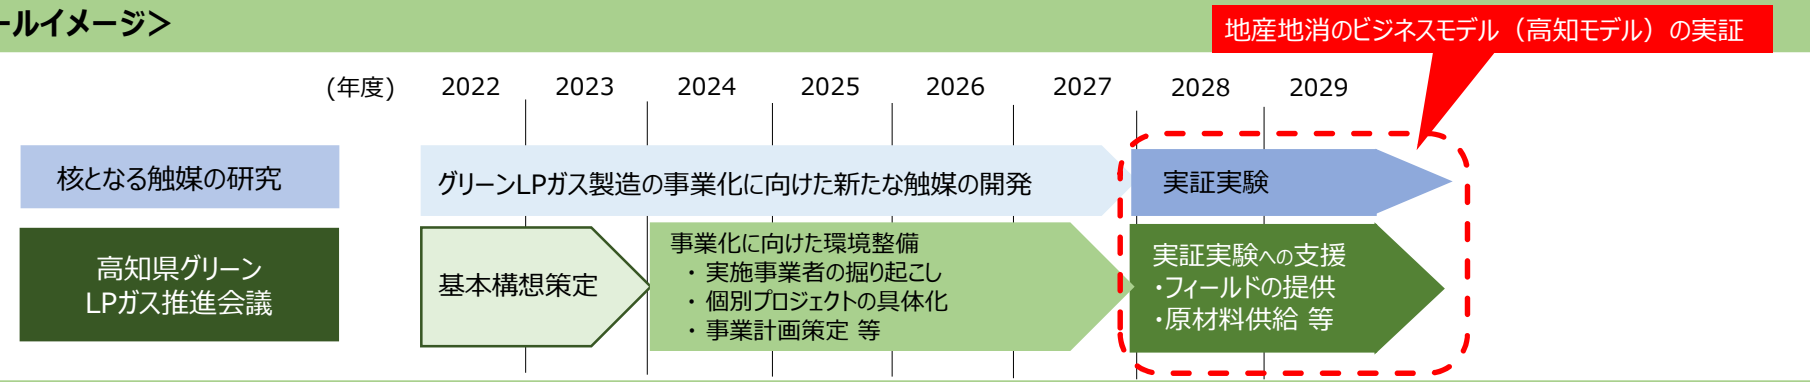 ールイメージ＞
地産地消のビジネスモデル（高知モデル）の実証
(年度) 2022 2023 2024 2025 2026 2027 2028 2029
核となる触媒の研究
グリーンLPガス製造の事業化に向けた新たな触媒の開発
実証実験
高知県グリーン
LPガス推進会議
基本構想策定
事業化に向けた環境整備
・ 実施事業者の掘り起こし
・ 個別プロジェクトの具体化
・ 事業計画策定 等
実証実験への支援
・フィールドの提供
・原材料供給 等